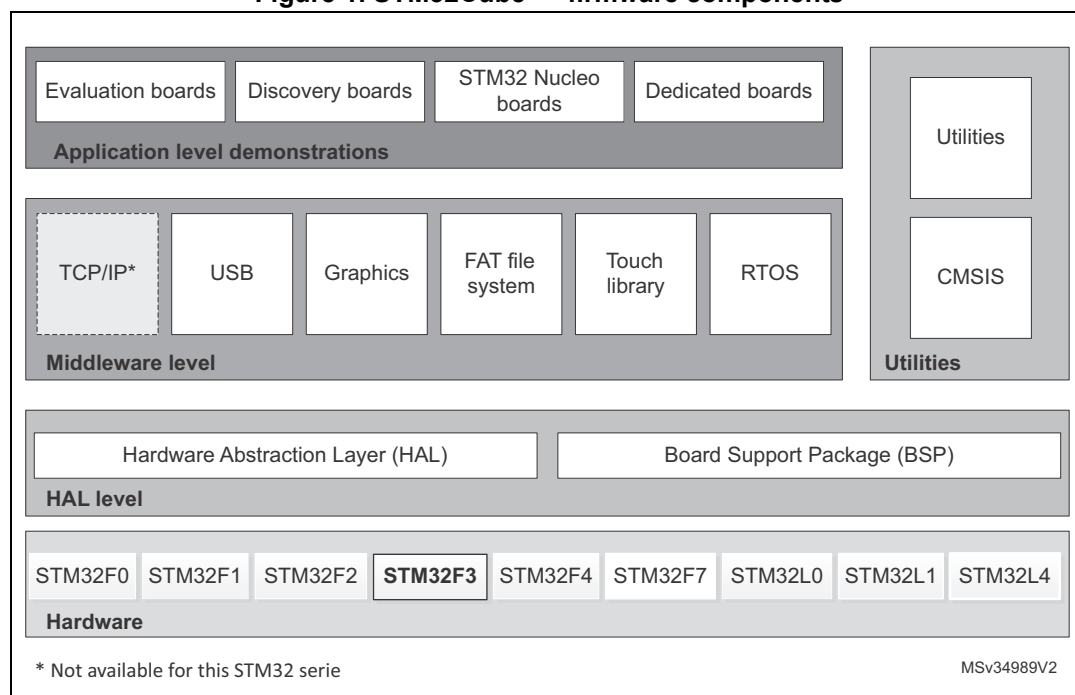 Evaluation boards
Discovery boards
STM32 Nucleo
boards
Dedicated boards
Application level demonstrations
Utilities
CMSIS
Utilities
TCP/IP*
USB
Graphics
FAT file
system
Touch
library
RTOS
Middleware level
Hardware Abstraction Layer (HAL)
Board Support Package (BSP)
HAL level
STM32F0
STM32F1
STM32F2
STM32F3
STM32F4
STM32F7
STM32L0
STM32L1
STM32L4
Hardware
* Not available for this STM32 serie
MSv34989V2